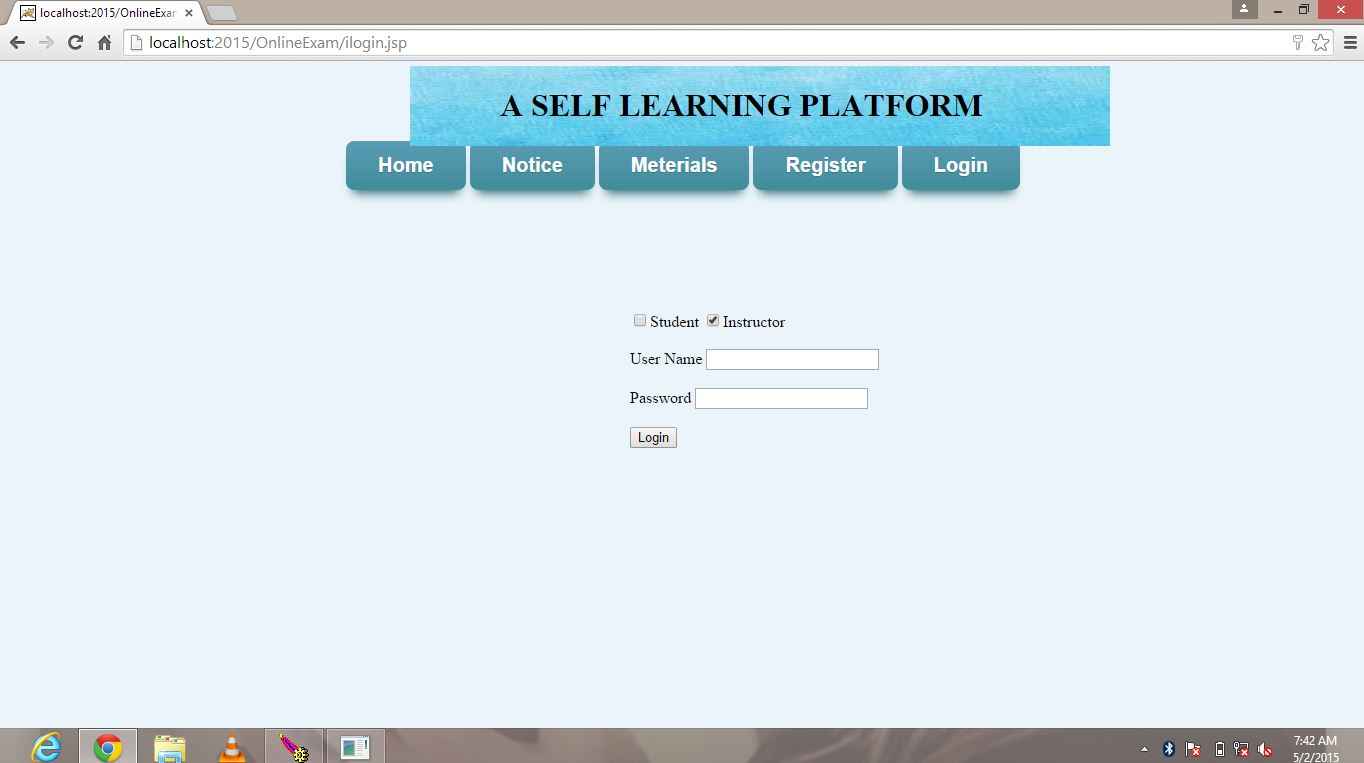 localhost:2015/OnlineExar
localhost:2015/OnlineExam/ilogin.jsp
A SELF LEARNING PLATFORM
Home Notice Meterials Register Login
Student Instructor
User Name
Password
Login
7:42 AM
5/2/2015